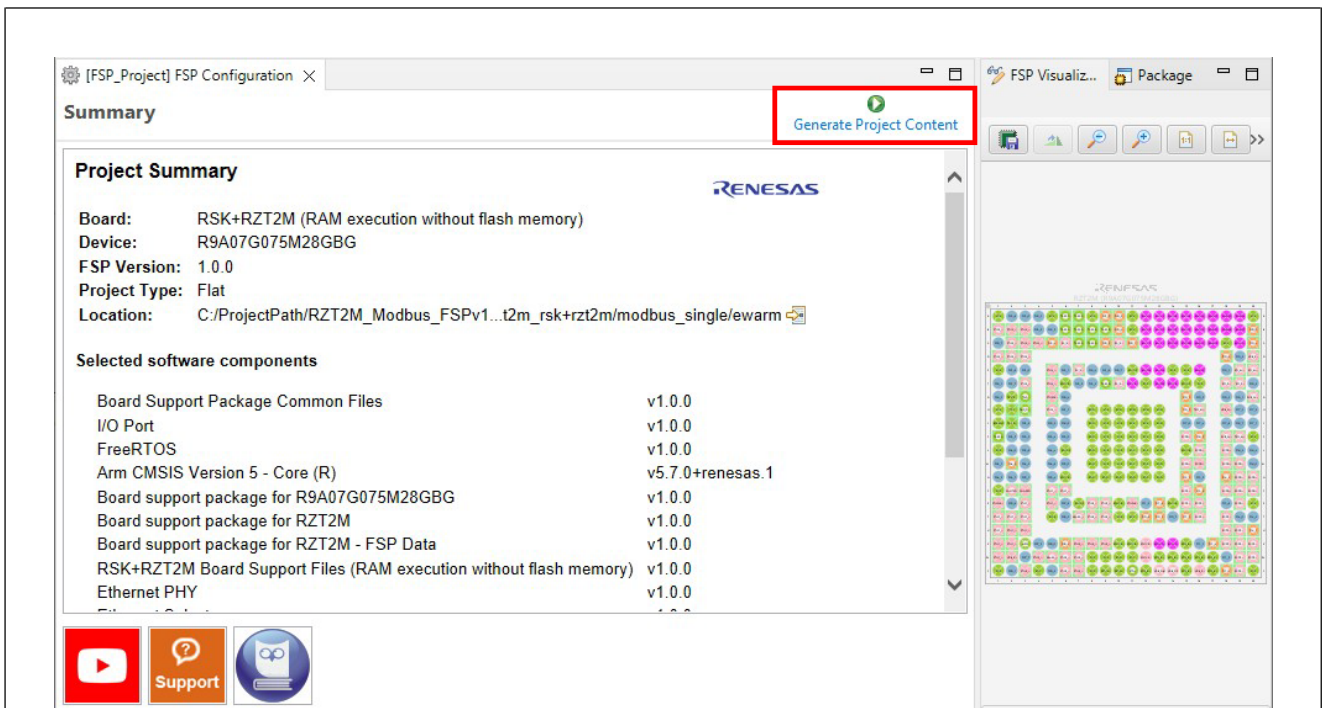 [FSP_Project] FSP Configuration
FSP Visualiz...
Package
Summary
Generate Project Content
Project Summary
RENESAS
Board: RSK+RZT2M (RAM execution without flash memory)
Device: R9A07G075M28GBG
FSP Version: 1.0.0
Project Type: Flat
Location: C:/ProjectPath/RZT2M_Modbus_FSPv1...t2m_rsk+rzt2m/modbus_single/ewarm
Selected software components
Board Support Package Common Files v1.0.0
I/O Port v1.0.0
FreeRTOS v1.0.0
Arm CMSIS Version 5 - Core (R) v5.7.0+renesas.1
Board support package for R9A07G075M28GBG v1.0.0
Board support package for RZT2M v1.0.0
Board support package for RZT2M - FSP Data v1.0.0
RSK+RZT2M Board Support Files (RAM execution without flash memory) v1.0.0
Ethernet PHY v1.0.0
RENESAS
Support